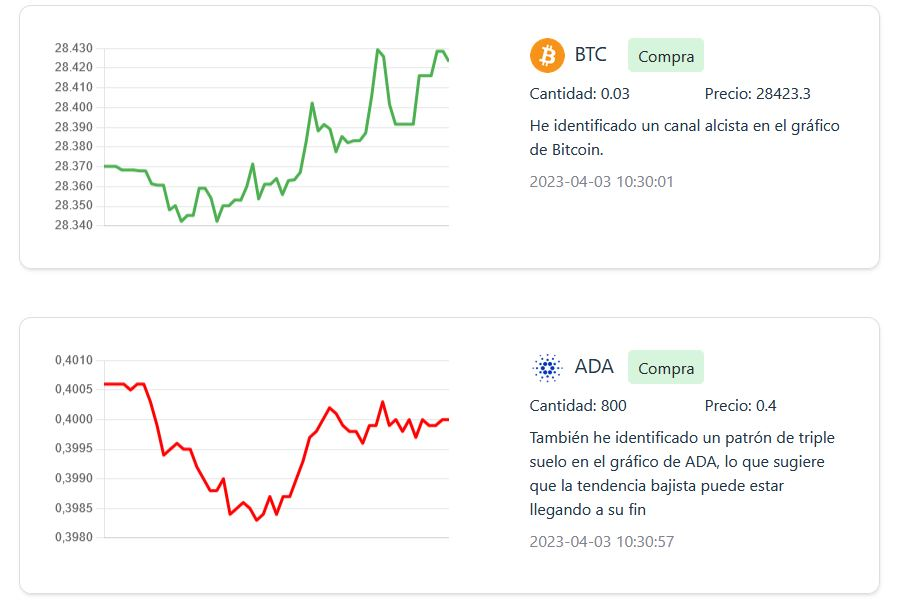 28.430
28.420
28.410
28.400
28.390
28.380
28.370
28.360
28.350
28.340
BTC Compra
Cantidad: 0.03 Precio: 28423.3
He identificado un canal alcista en el gráfico
de Bitcoin.
2023-04-03 10:30:01
0,4010
0,4005
0,4000
0,3995
0,3990
0,3985
0,3980
ADA Compra
Cantidad: 800 Precio: 0.4
También he identificado un patrón de triple
suelo en el gráfico de ADA, lo que sugiere
que la tendencia bajista puede estar
llegando a su fin
2023-04-03 10:30:57